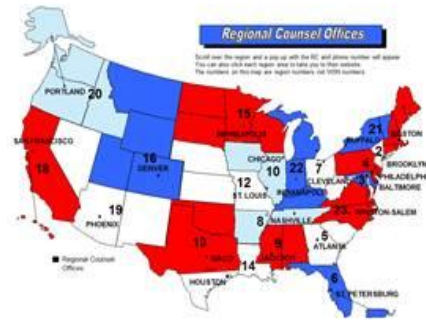 Regional Counsel Offices
Scroll over the region and a pop-up with the RC and phone number will appear
You can also click each region area to take you to their website.
The numbers on this map are region numbers, not VISN numbers.
PORTLAND
20
15
MINNEAPOLIS
21
BUFFALO
BOSTON
2
BROOKLYN
SAN FRANCISCO
18
16
DENVER
CHICAGO
10
22
INDIANAPOLIS
7
CLEVELAND
4
PHILADELPHIA
3
BALTIMORE
12
ST. LOUIS
19
PHOENIX
8
NASHVILLE
23
WINSTON-SALEM
WACO
9
JACKSON
5
ATLANTA
14
HOUSTON
6
ST. PETERSBURG
Regional Counsel
Offices